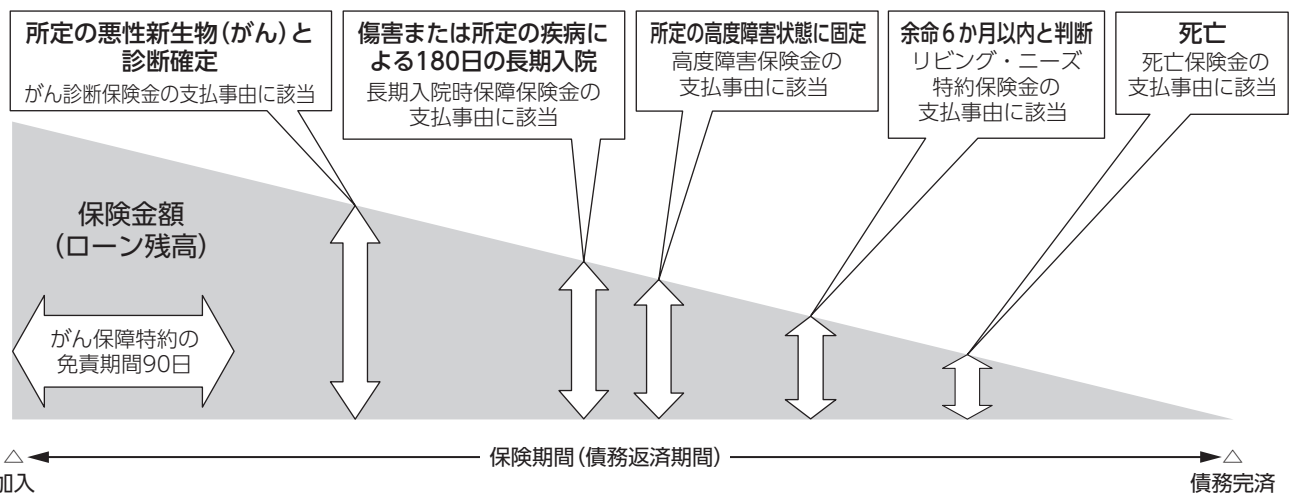 所定の悪性新生物(がん)と
診断確定
がん診断保険金の支払事由に該当
傷害または所定の疾病に
よる180日の長期入院
長期入院時保障保険金の
支払事由に該当
所定の高度障害状態に固定
高度障害保険金の
支払事由に該当
余命6か月以内と判断
リビング・ニーズ
特約保険金の
支払事由に該当
死亡
死亡保険金の
支払事由に該当
保険金額
(ローン残高)
がん保障特約の
免責期間90日
保険期間(債務返済期間)
加入
債務完済